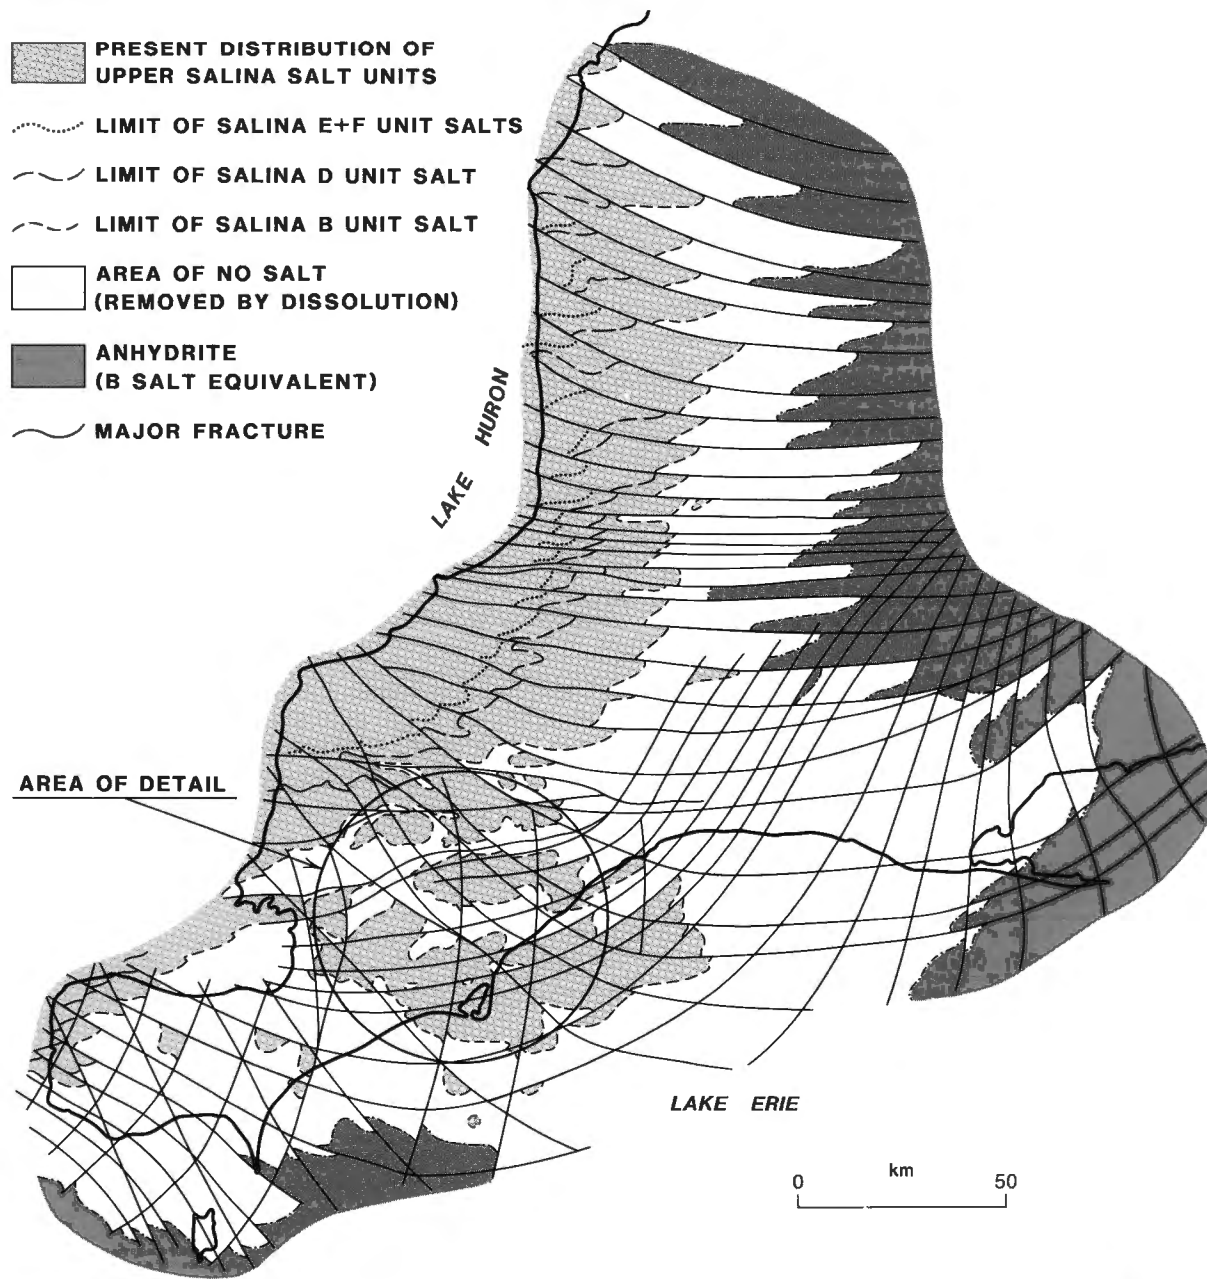 PRESENT DISTRIBUTION OF
UPPER SALINA SALT UNITS
LIMIT OF SALINA E+F UNIT SALTS
LIMIT OF SALINA D UNIT SALT
LIMIT OF SALINA B UNIT SALT
AREA OF NO SALT
(REMOVED BY DISSOLUTION)
ANHYDRITE
(B SALT EQUIVALENT)
MAJOR FRACTURE
LAKE HURON
AREA OF DETAIL
LAKE ERIE
km
0 50